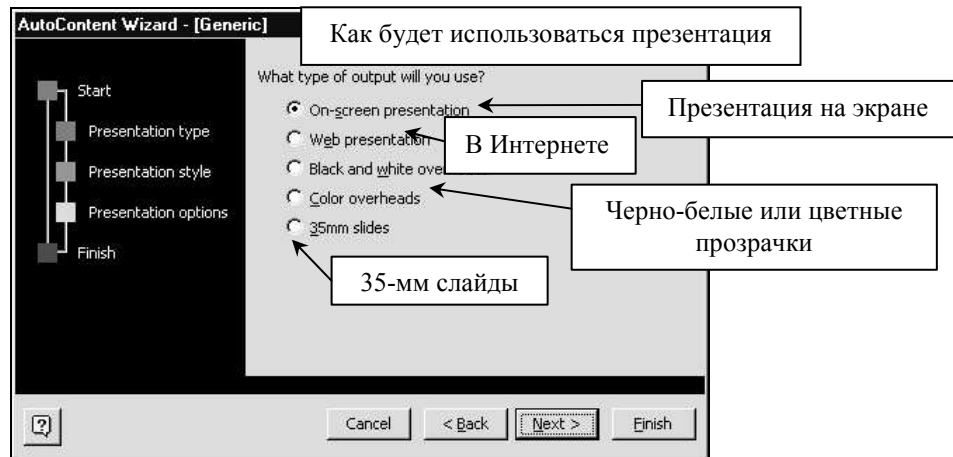 AutoContent Wizard - [Generic]
Как будет использоваться презентация
What type of output will you use?
Start
Presentation type
Presentation style
Presentation options
Finish
On-screen presentation
Презентация на экране
Web presentation
В Интернете
Black and white
Color overheads
Черно-белые или цветные
прозрачки
35mm slides
35-мм слайды
Cancel
< Back
Next >
Finish